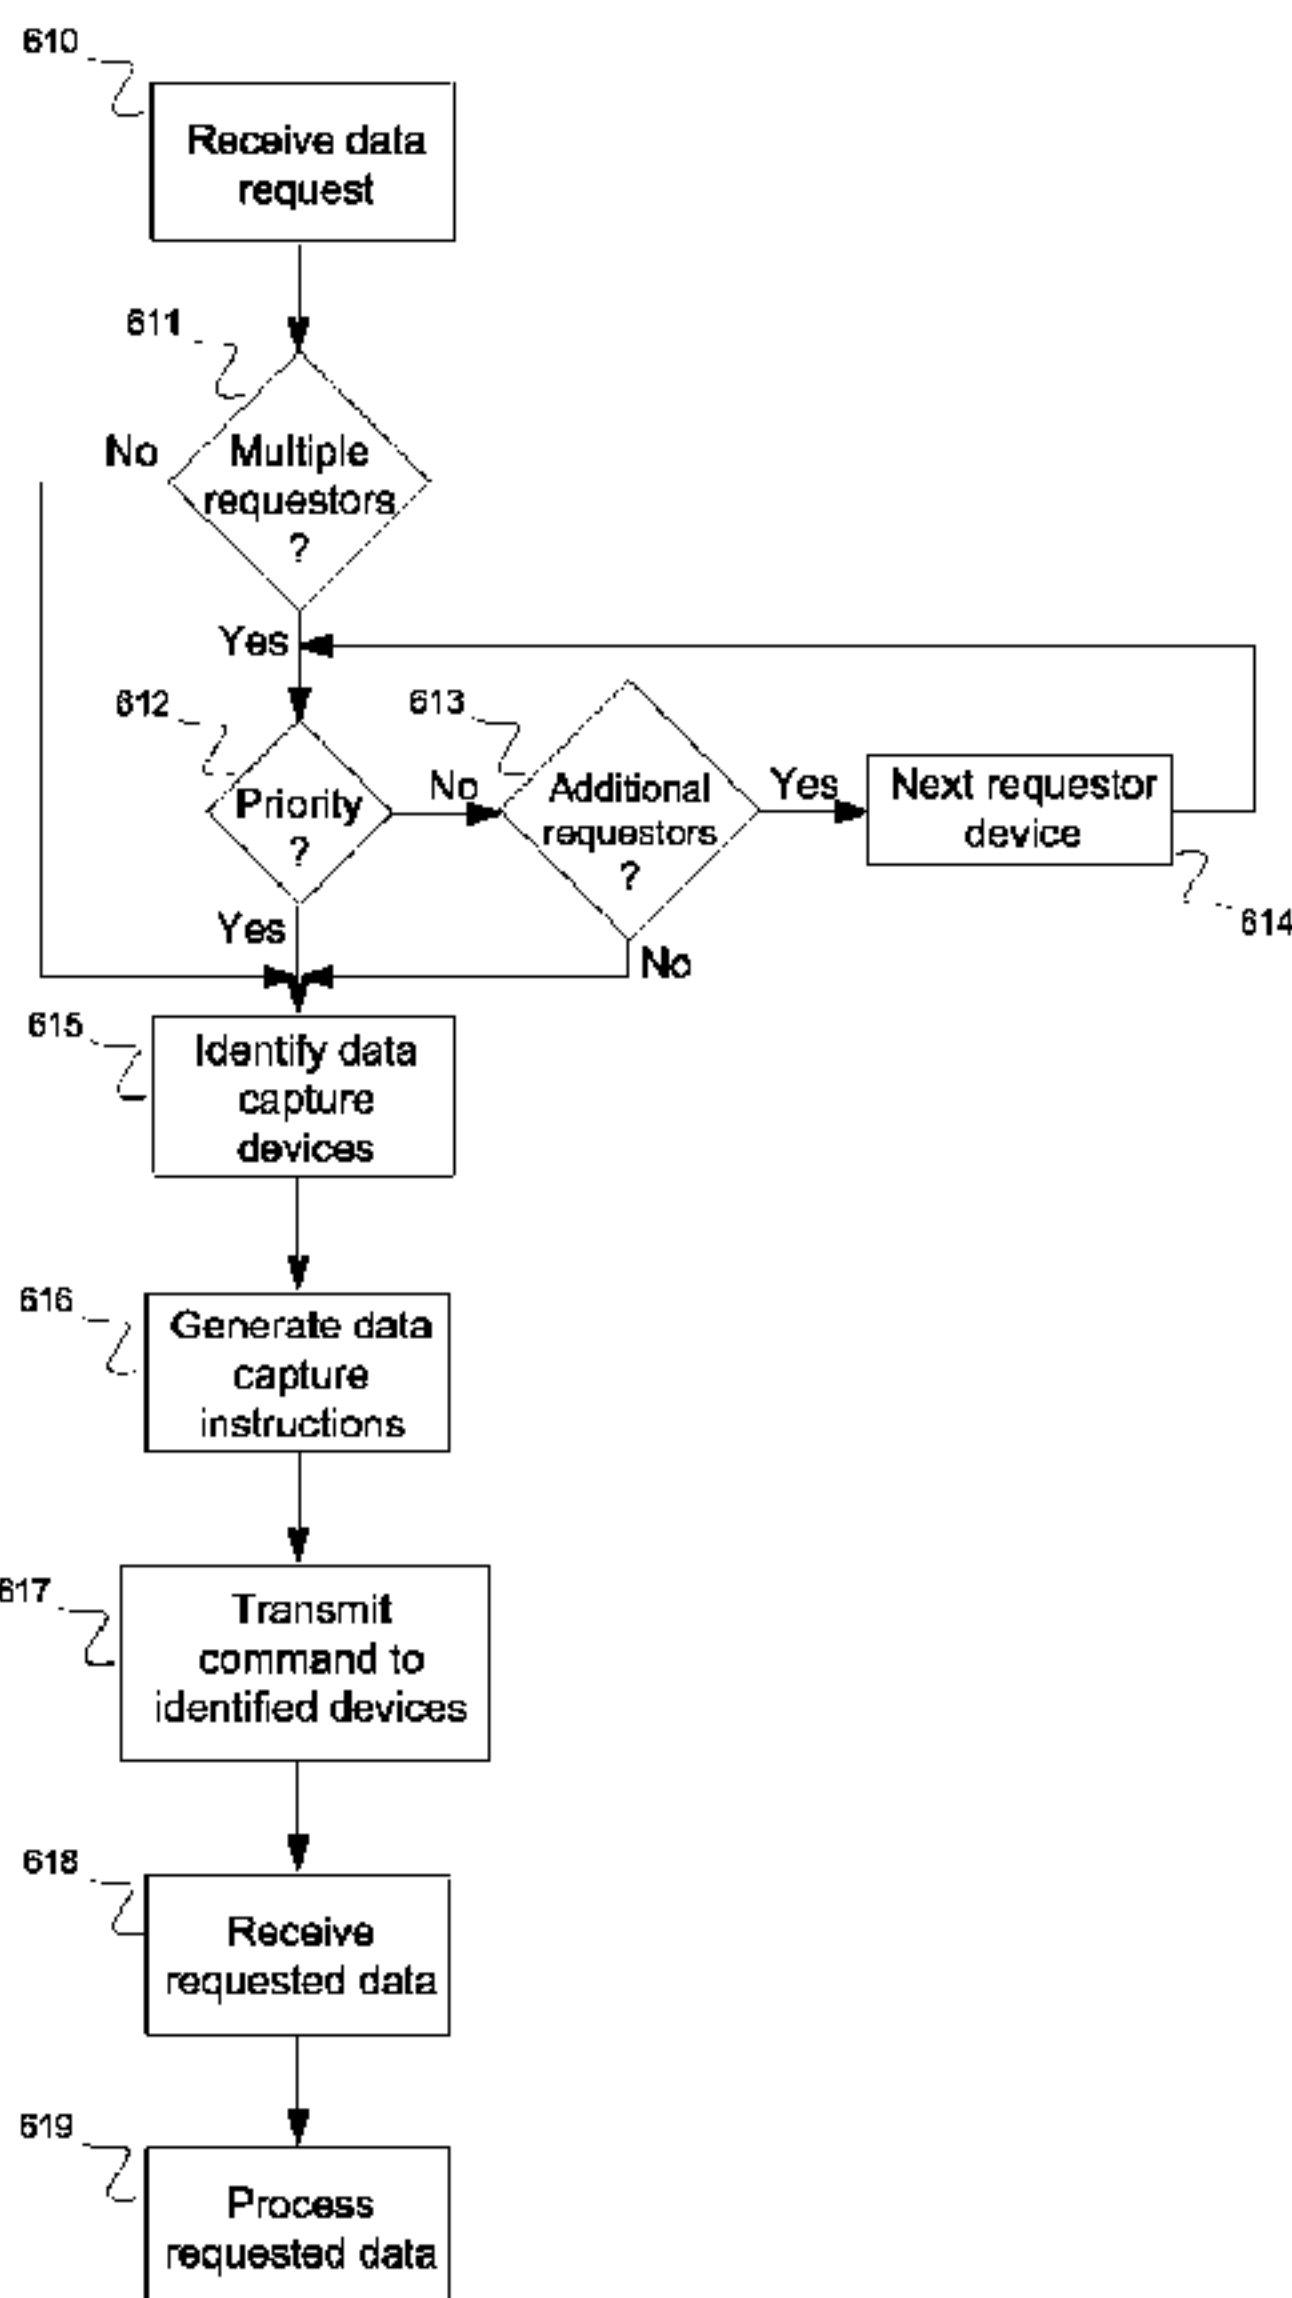 610
Receive data
request
611
No
Multiple
requestors
?
Yes
612
Priority
?
No
613
Additional
requestors
?
Yes
Next requestor
device
614
Yes
No
615
Identify data
capture
devices
616
Generate data
capture
instructions
617
Transmit
command to
identified devices
618
Receive
requested data
619
Process
requested data